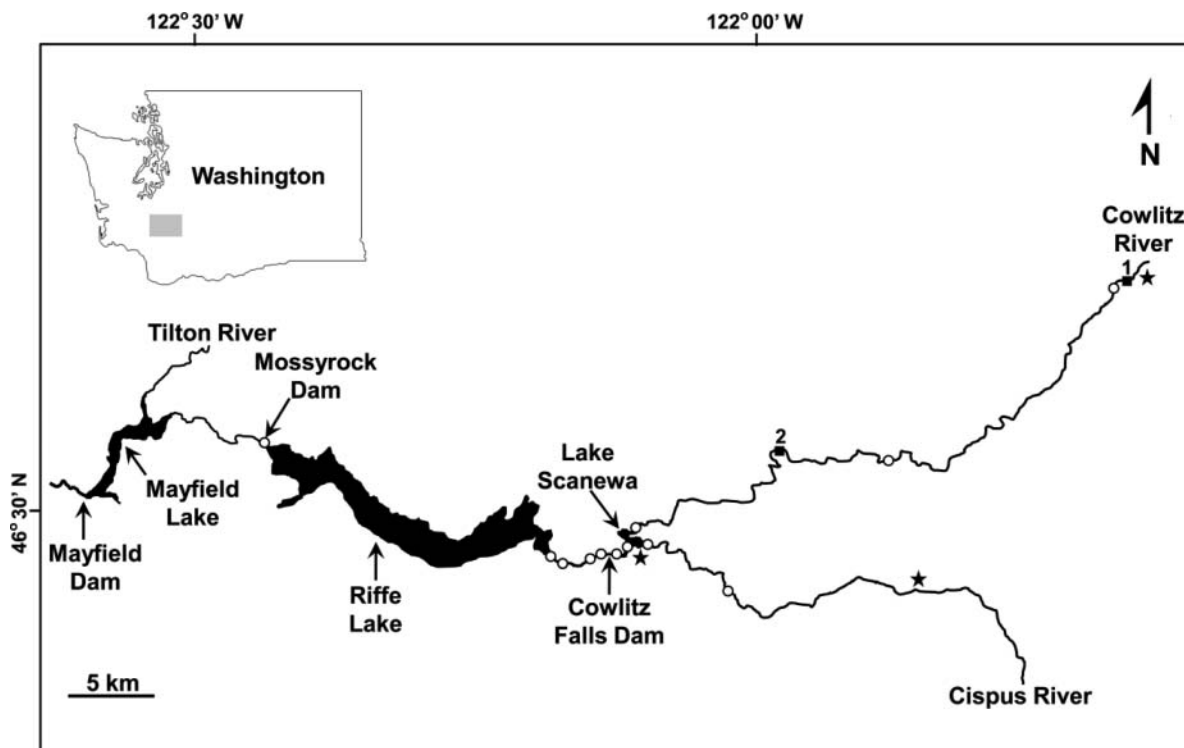 122° 30' W
122° 00' W
N
Washington
Cowlitz
River
1
Tilton River
Mossyrock
Dam
2
Lake
Scanewa
46° 30' N
Mayfield
Lake
Mayfield
Dam
Riffe
Lake
Cowlitz
Falls Dam
5 km
Cispus River